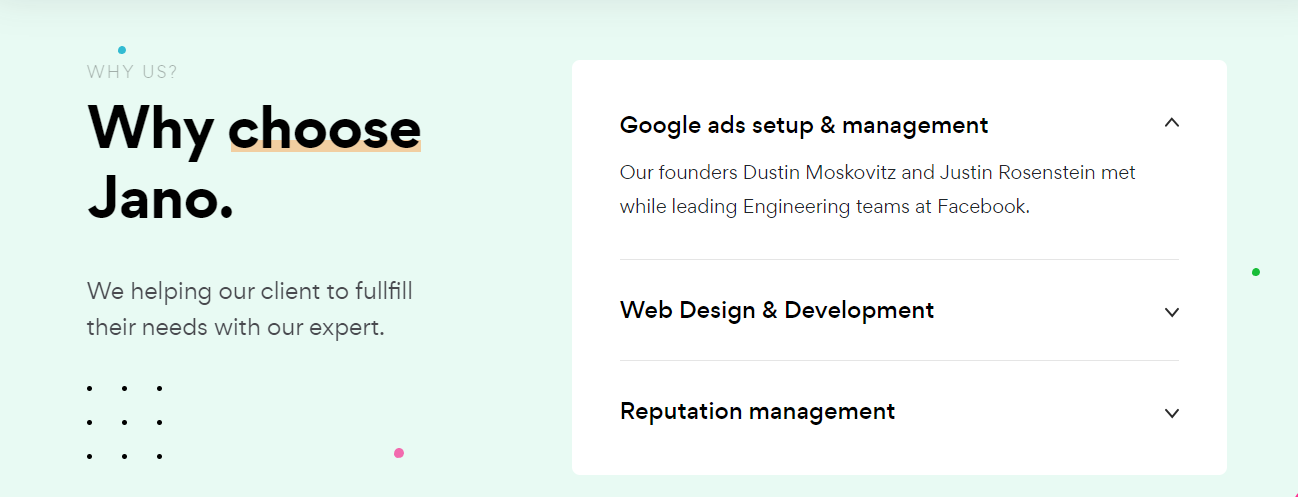 WHY US?
Why choose
Jano.
We helping our client to fullfill
their needs with our expert.
Google ads setup & management
Our founders Dustin Moskovitz and Justin Rosenstein met
while leading Engineering teams at Facebook.
Web Design & Development
Reputation management